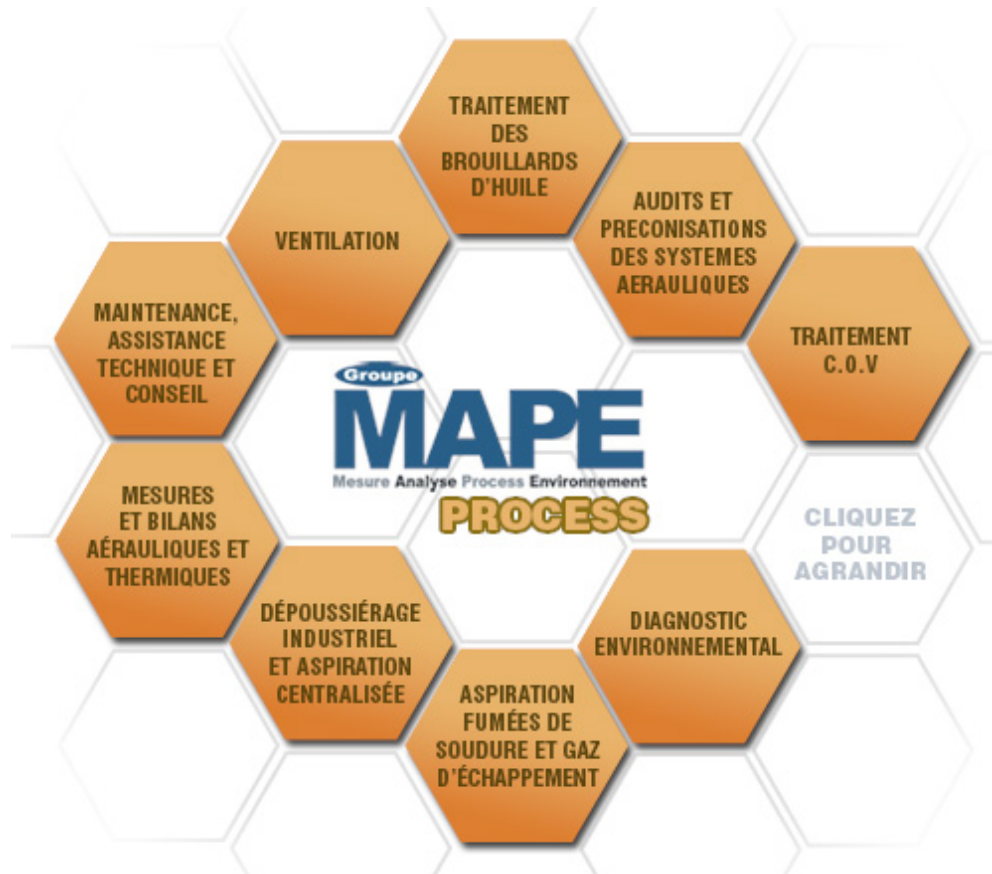 TRAITEMENT
DES
BROUILLARDS
D'HUILE
AUDITS ET
PRECONISATIONS
DES SYSTEMES
AERAULIQUES
VENTILATION
TRAITEMENT
C.O.V
MAINTENANCE,
ASSISTANCE
TECHNIQUE ET
CONSEIL
Groupe
MAPE
Mesure Analyse Process Environnement
PROCESS
MESURES
ET BILANS
AÉRAULIQUES ET
THERMIQUES
CLIQUEZ
POUR
AGRANDIR
DÉPOUSSIÉRAGE
INDUSTRIEL
ET ASPIRATION
CENTRALISÉE
DIAGNOSTIC
ENVIRONNEMENTAL
ASPIRATION
FUMÉES DE
SOUDURE ET GAZ
D'ÉCHAPPEMENT